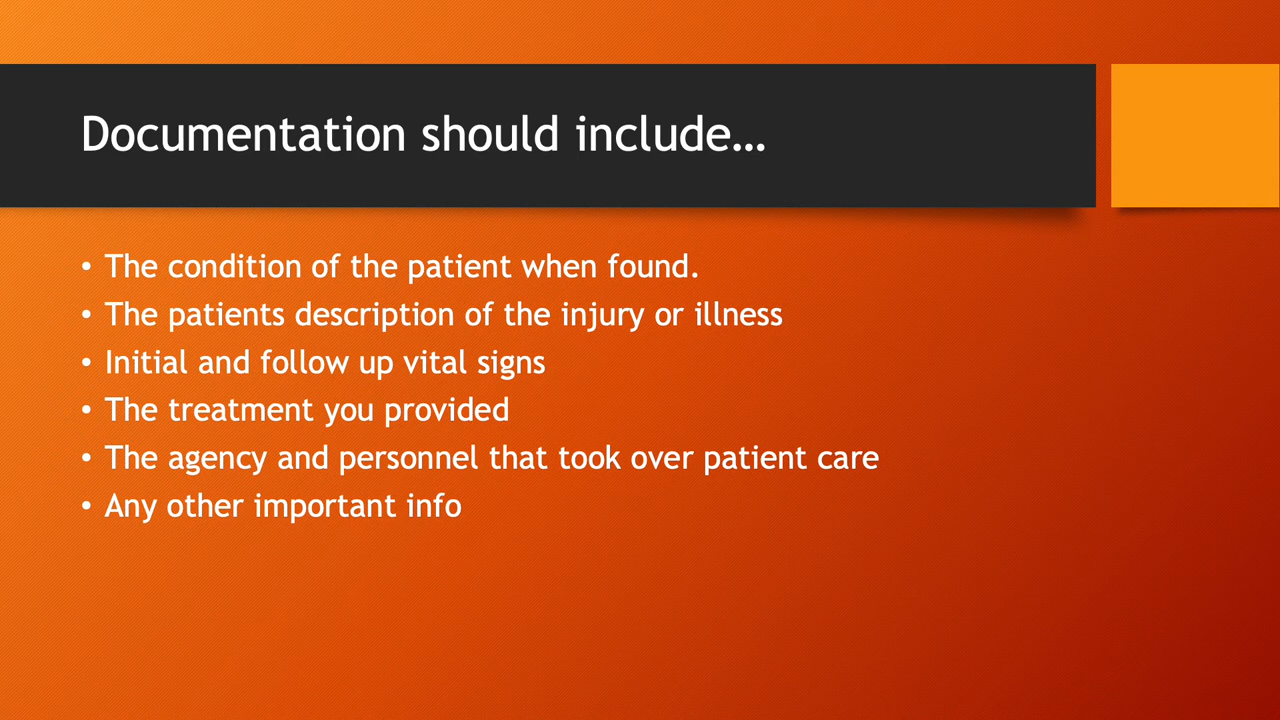 Documentation should include…
• The condition of the patient when found.
• The patients description of the injury or illness
• Initial and follow up vital signs
• The treatment you provided
• The agency and personnel that took over patient care
• Any other important info